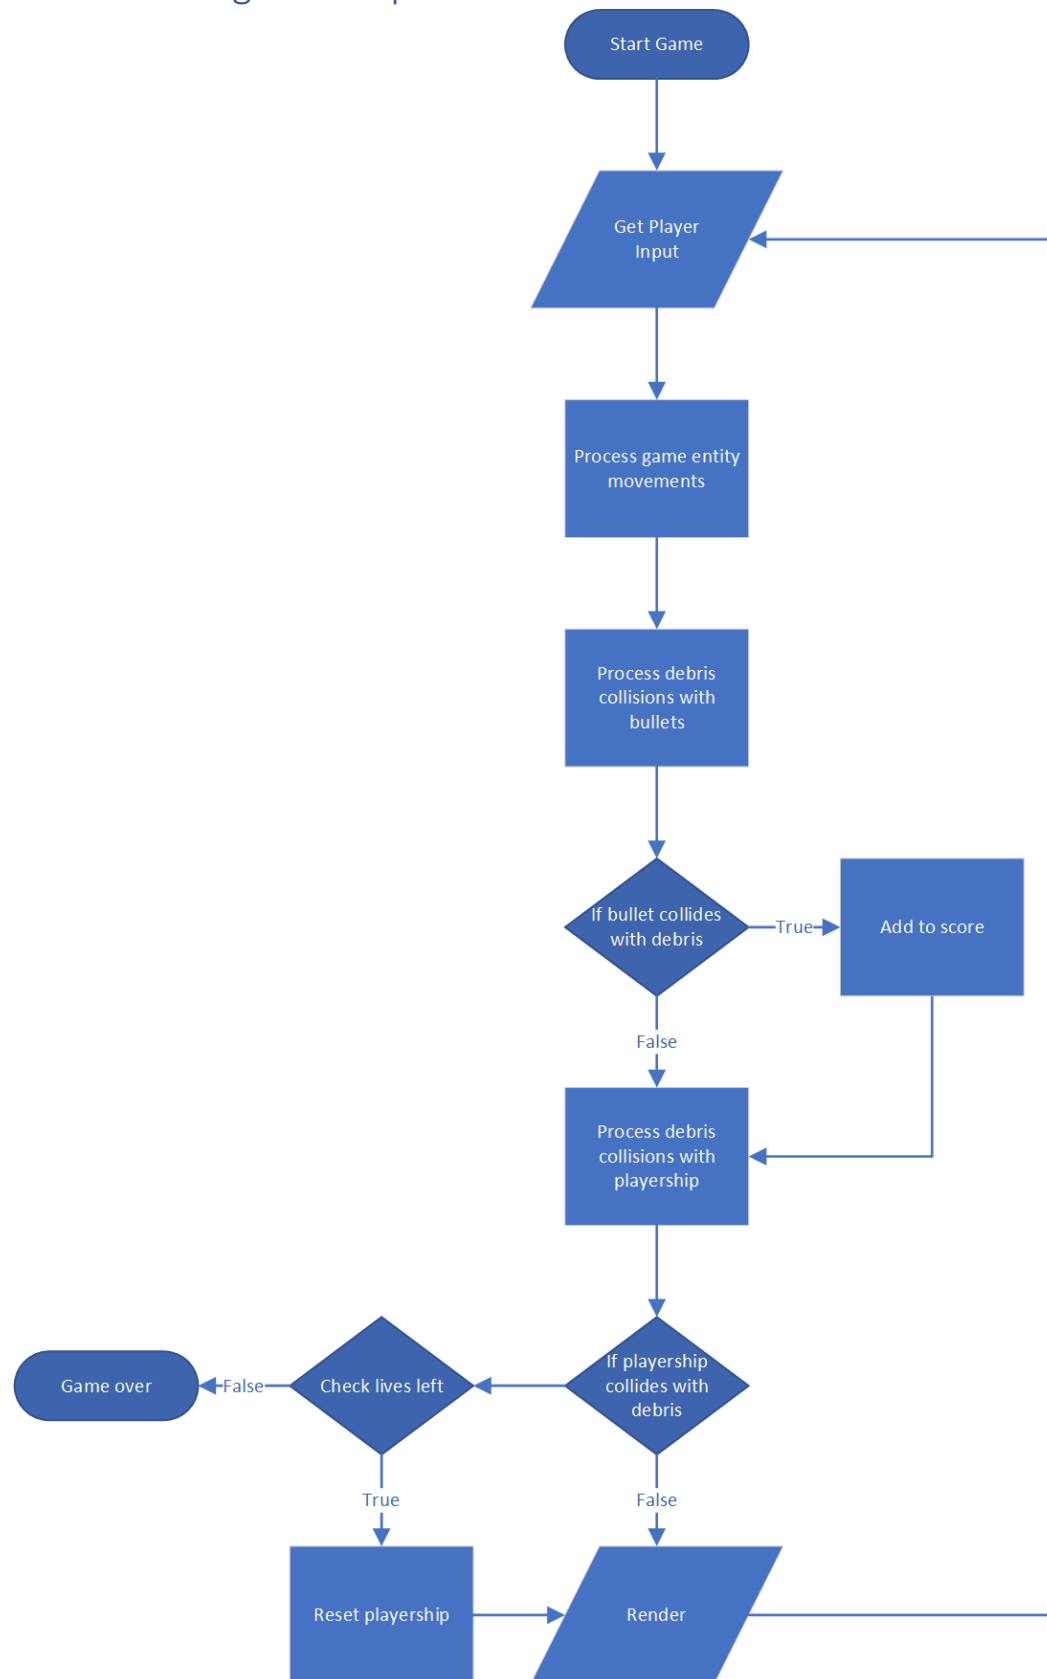 Start Game
Get Player
Input
Process game entity
movements
Process debris
collisions with
bullets
If bullet collides
with debris
True
Add to score
False
Process debris
collisions with
playership
If playership
collides with
debris
Check lives left
False
Game over
True
False
Reset playership
Render